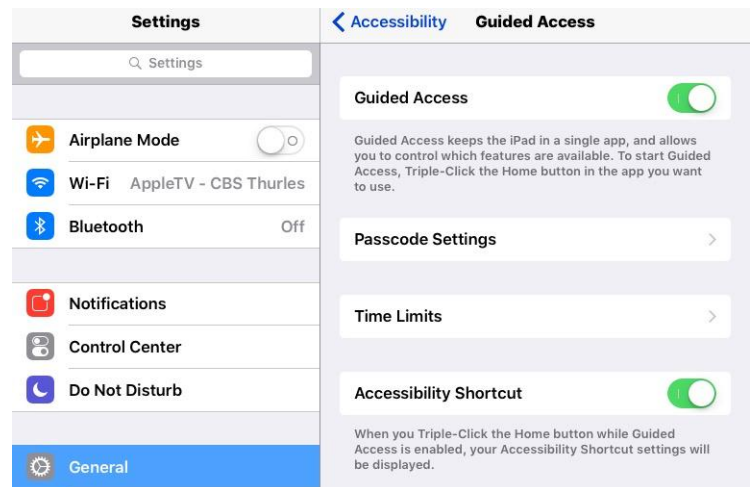 Settings
Settings
Airplane Mode
Wi-Fi AppleTV - CBS Thurles
Bluetooth Off
Notifications
Control Center
Do Not Disturb
General
Accessibility Guided Access
Guided Access
Guided Access keeps the iPad in a single app, and allows
you to control which features are available. To start Guided
Access, Triple-Click the Home button in the app you want
to use.
Passcode Settings
Time Limits
Accessibility Shortcut
When you Triple-Click the Home button while Guided
Access is enabled, your Accessibility Shortcut settings will
be displayed.